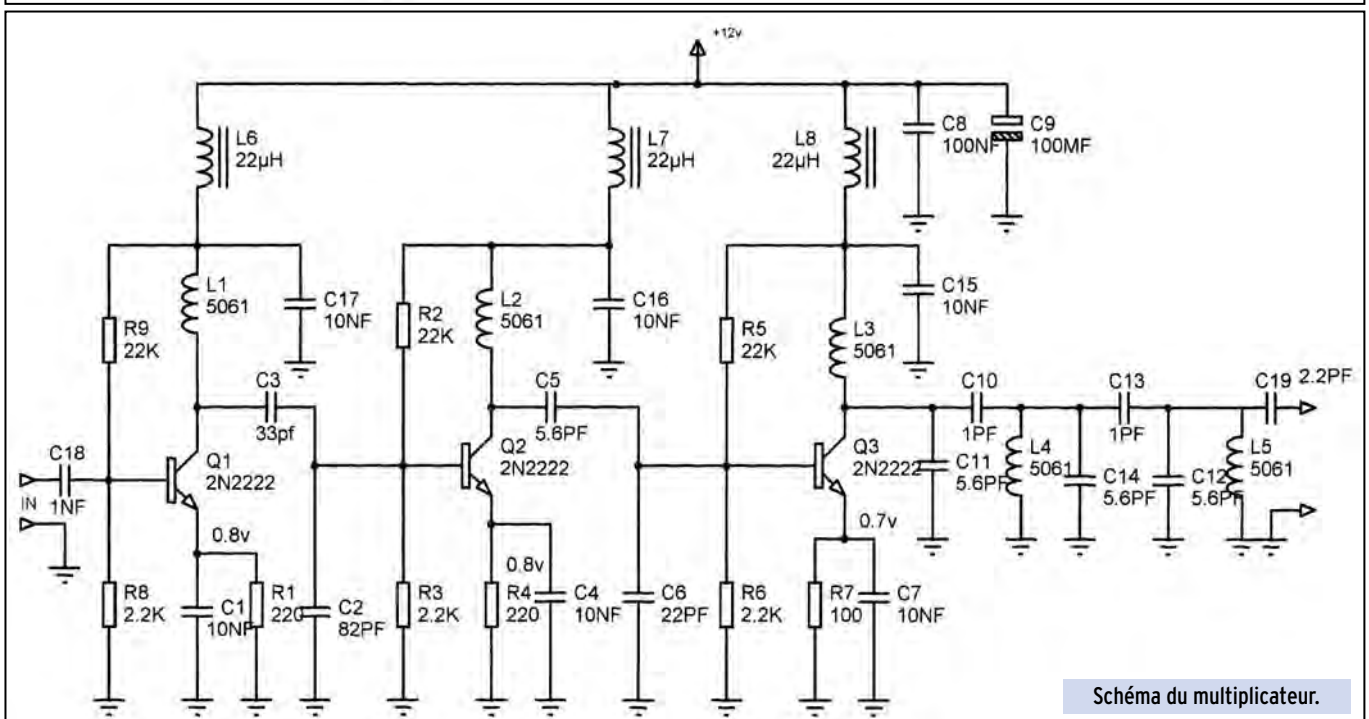 +12v
L6
22µH
L7
22µH
L8
22µH
C8
100NF
C9
100MF
L1
5061
C17
10NF
R9
22K
R2
22K
L2
5061
C16
10NF
R5
22K
L3
5061
C15
10NF
C3
33pf
C5
5.6PF
C10
1PF
C13
1PF
C19
2.2PF
C18
1NF
IN
Q1
2N2222
Q2
2N2222
Q3
2N2222
C11
5.6PF
L4
5061
C14
5.6PF
C12
5.6PF
L5
5061
0.8v
0.8v
0.7v
R8
2.2K
C1
10NF
R1
220
C2
82PF
R3
2.2K
R4
220
C4
10NF
C6
22PF
R6
2.2K
R7
100
C7
10NF
Schéma du multiplicateur.